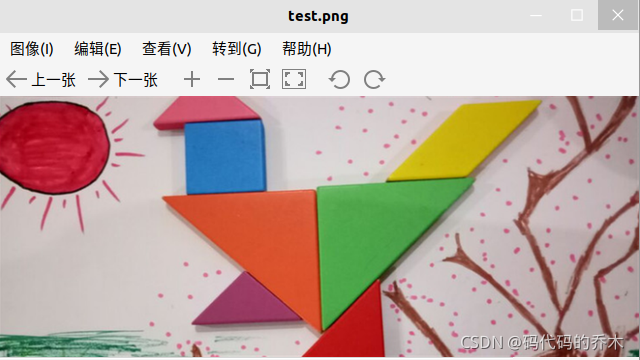 test.png
图像(I) 编辑(E) 查看(V) 转到(G) 帮助(H)
上一张 下一张
CSDN @码代码的乔木